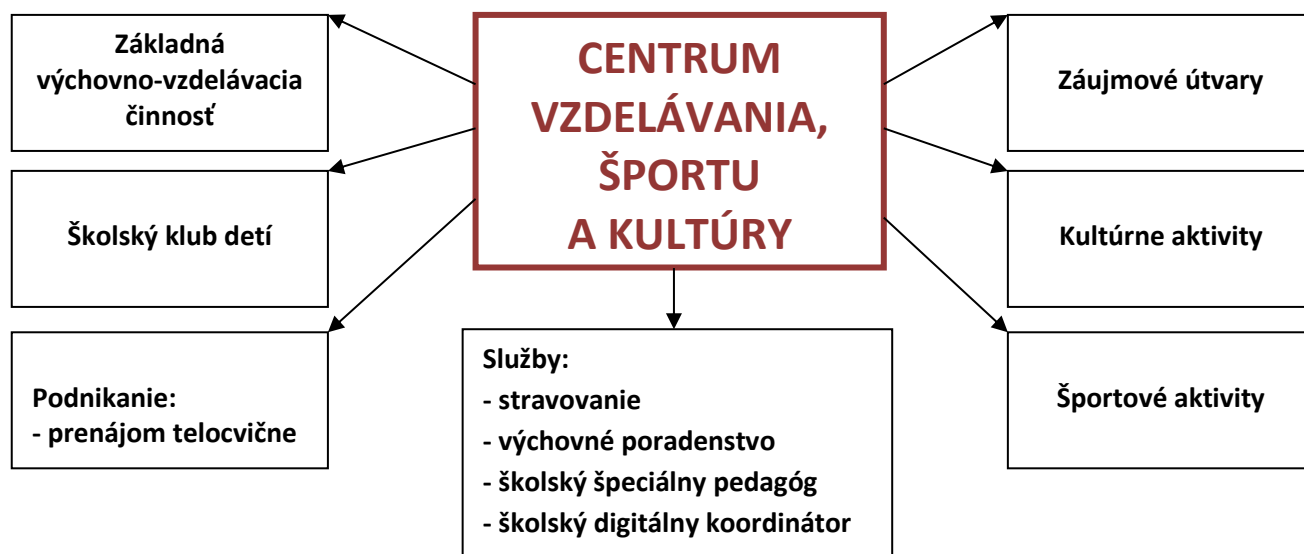 Základná
výchovno-vzdelávacia
činnosť
CENTRUM
VZDELÁVANIA,
ŠPORTU
A KULTÚRY
Záujmové útvary
Školský klub detí
Kultúrne aktivity
Podnikanie:
- prenájom telocvične
Služby:
- stravovanie
- výchovné poradenstvo
- školský špeciálny pedagóg
- školský digitálny koordinátor
Športové aktivity